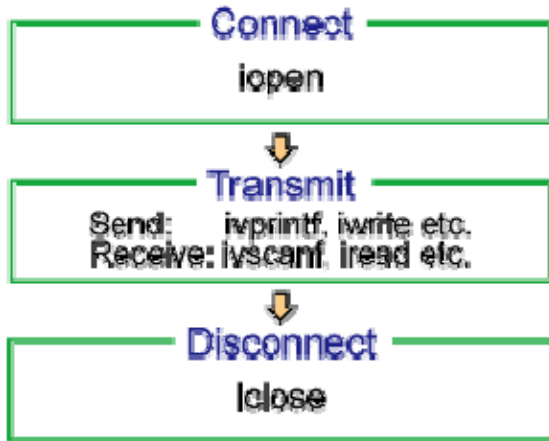 Connect
iopen
Transmit
Send: ivprintf, iwrite etc.
Receive: ivscanf, iread etc.
Disconnect
Iclose